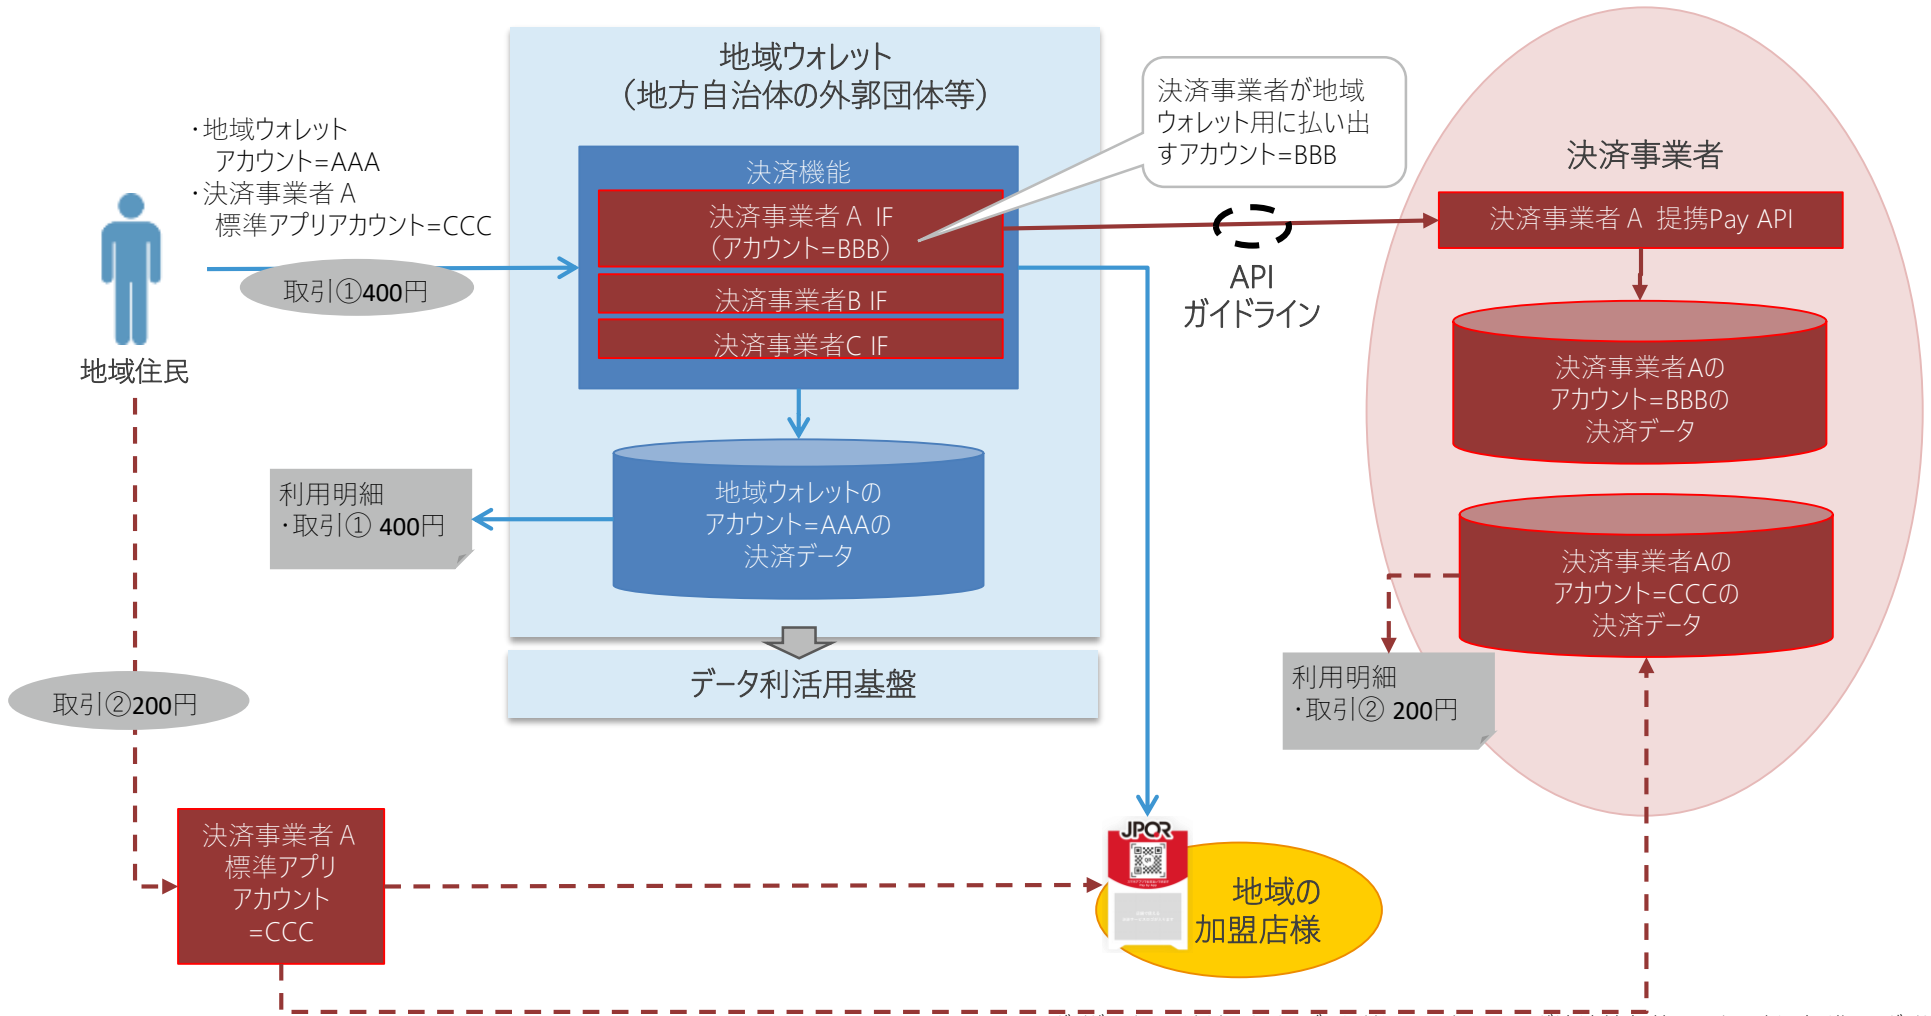 地域ウォレット
（地方自治体の外郭団体等）
決済事業者が地域
ウォレット用に払い出
すアカウント=BBB
・地域ウォレット
アカウント=AAA
・決済事業者 A
標準アプリアカウント=CCC
決済事業者
決済機能
決済事業者 A IF
（アカウント=BBB）
決済事業者B IF
決済事業者C IF
決済事業者 A 提携Pay API
取引①400円
API
ガイドライン
地域住民
決済事業者Aの
アカウント=BBBの
決済データ
利用明細
・取引① 400円
地域ウォレットの
アカウント=AAAの
決済データ
決済事業者Aの
アカウント=CCCの
決済データ
データ利活用基盤
利用明細
・取引② 200円
取引②200円
決済事業者 A
標準アプリ
アカウント
=CCC
JPQR
地域の
加盟店様